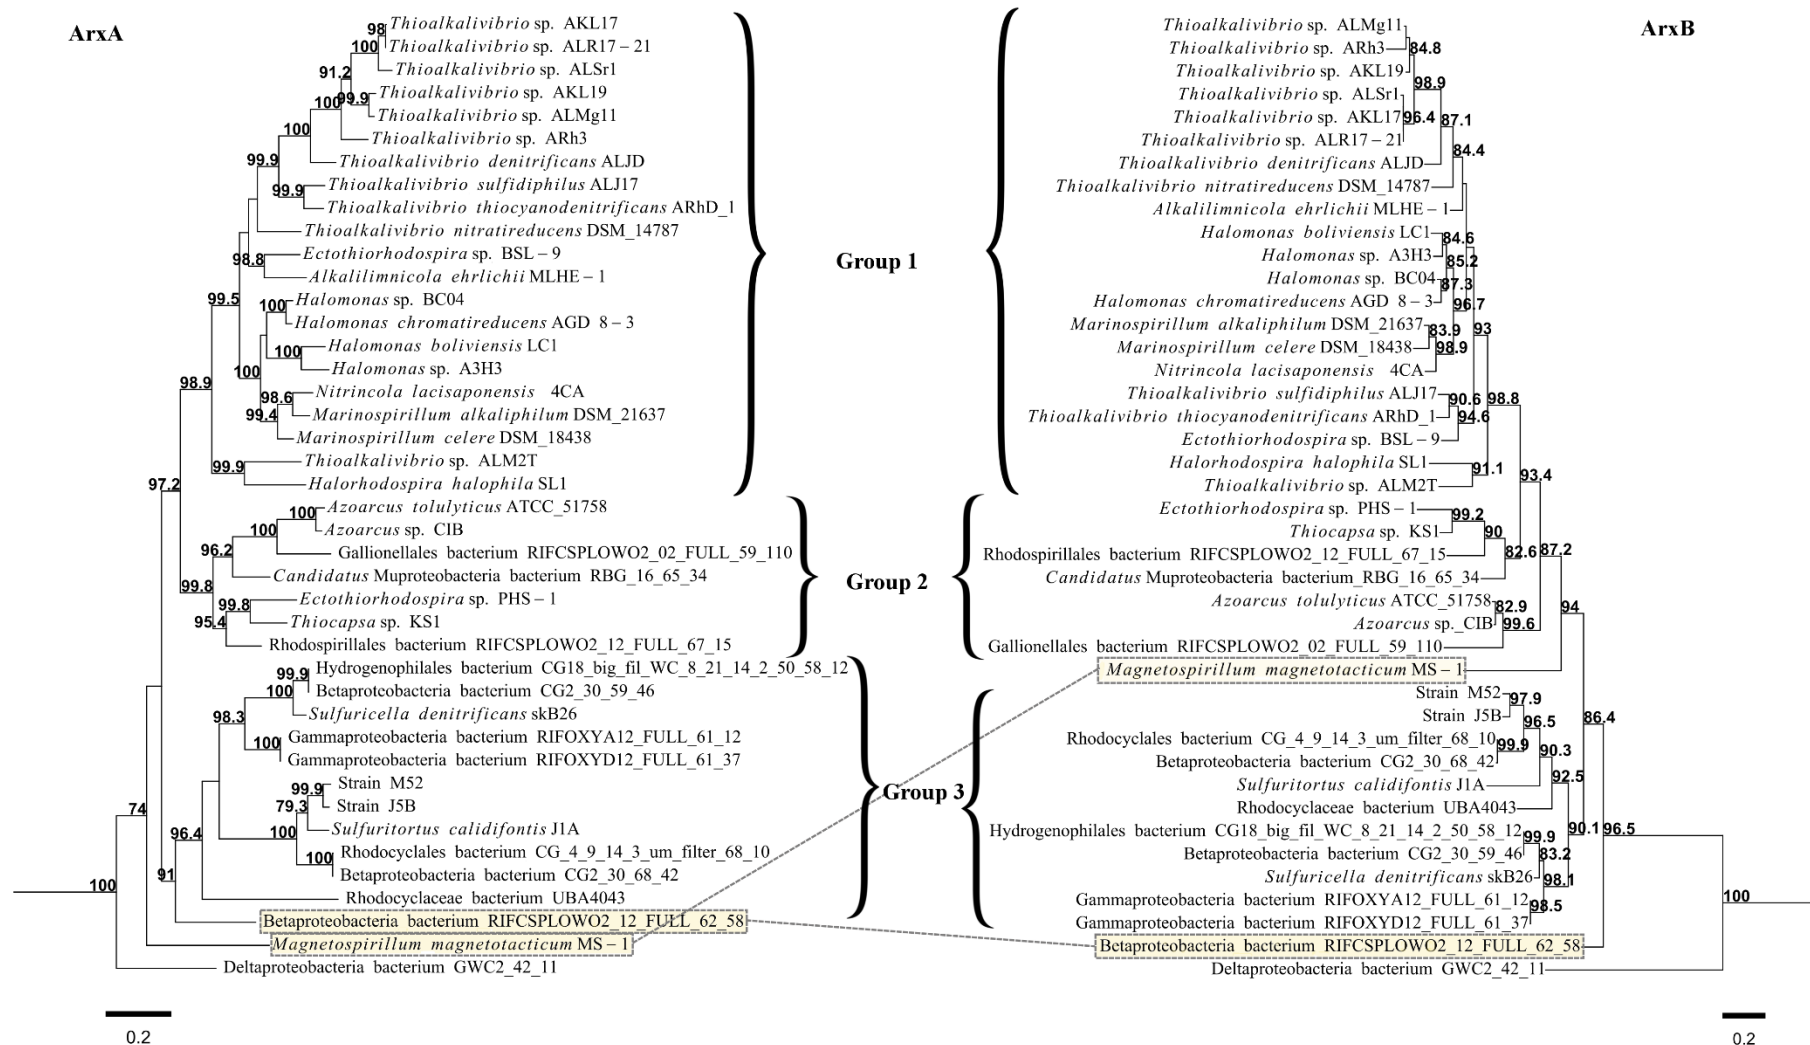 ArxA
98
Thioalkalivibrio sp. AKL17
100
Thioalkalivibrio sp. ALR17 – 21
91.2
Thioalkalivibrio sp. ALSr1
100
99.9
Thioalkalivibrio sp. AKL19
Thioalkalivibrio sp. ALMg11
100
Thioalkalivibrio sp. ARh3
99.9
Thioalkalivibrio denitrificans ALJD
99.9
Thioalkalivibrio sulfidiphilus ALJ17
Thioalkalivibrio thiocyanodenitrificans ARhD_1
Thioalkalivibrio nitratireducens DSM_14787
98.8
Ectothiorhodospira sp. BSL – 9
Alkalilimnicola ehrlichii MLHE – 1
99.5
100
Halomonas sp. BC04
Halomonas chromatireducens AGD 8 – 3
100
Halomonas boliviensis LC1
Halomonas sp. A3H3
100
98.9
98.6
Nitrincola lacisaponensis 4CA
99.4
Marinospirillum alkaliphilum DSM_21637
Marinospirillum celere DSM_18438
99.9
Thioalkalivibrio sp. ALM2T
Halorhodospira halophila SL1
97.2
100
Azoarcus tolulyticus ATCC_51758
100
Azoarcus sp. CIB
96.2
Gallionellales bacterium RIFCSPLOWO2_02_FULL_59_110
Candidatus Muproteobacteria bacterium RBG_16_65_34
99.8
99.8
Ectothiorhodospira sp. PHS – 1
95.4
Thiocapsa sp. KS1
Rhodospirillales bacterium RIFCSPLOWO2_12_FULL_67_15
99.9
Hydrogenophilales bacterium CG18_big_fil_WC_8_21_14_2_50_58_12
100
Betaproteobacteria bacterium CG2_30_59_46
98.3
Sulfuricella denitrificans skB26
100
Gammaproteobacteria bacterium RIFOXYA12_FULL_61_12
Gammaproteobacteria bacterium RIFOXYD12_FULL_61_37
99.9
Strain M52
79.3
Strain J5B
74
96.4
100
Sulfuritortus calidifontis J1A
100
Rhodocyclales bacterium CG_4_9_14_3_um_filter_68_10
Betaproteobacteria bacterium CG2_30_68_42
91
Rhodocyclaceae bacterium UBA4043
100
Betaproteobacteria bacterium RIFCSPLOWO2_12_FULL_62_58
Magnetospirillum magnetotacticum MS – 1
Deltaproteobacteria bacterium GWC2_42_11
0.2
Group 1
Group 2
Group 3
ArxB
Thioalkalivibrio sp. ALMg11
Thioalkalivibrio sp. ARh3
84.8
Thioalkalivibrio sp. AKL19
98.9
Thioalkalivibrio sp. ALSr1
Thioalkalivibrio sp. AKL17
96.4
87.1
Thioalkalivibrio sp. ALR17 – 21
84.4
Thioalkalivibrio denitrificans ALJD
Thioalkalivibrio nitratireducens DSM_14787
Alkalilimnicola ehrlichii MLHE – 1
Halomonas boliviensis LC1
84.6
Halomonas sp. A3H3
85.2
Halomonas sp. BC04
87.3
Halomonas chromatireducens AGD 8 – 3
96.7
Marinospirillum alkaliphilum DSM_21637
83.9
93
Marinospirillum celere DSM_18438
98.9
Nitrincola lacisaponensis 4CA
Thioalkalivibrio sulfidiphilus ALJ17
90.6
98.8
Thioalkalivibrio thiocyanodenitrificans ARhD_1
94.6
Ectothiorhodospira sp. BSL – 9
Halorhodospira halophila SL1
91.1
93.4
Thioalkalivibrio sp. ALM2T
Ectothiorhodospira sp. PHS – 1
99.2
Thiocapsa sp. KS1
90
Rhodospirillales bacterium RIFCSPLOWO2_12_FULL_67_15
82.6
87.2
Candidatus Muproteobacteria bacterium_RBG_16_65_34
Azoarcus tolulyticus ATCC_51758
82.9
94
Azoarcus sp._CIB
99.6
Gallionellales bacterium RIFCSPLOWO2_02_FULL_59_110
Magnetospirillum magnetotacticum MS – 1
Strain M52
97.9
Strain J5B
96.5
86.4
Rhodocyclales bacterium CG_4_9_14_3_um_filter_68_10
99.9
90.3
Betaproteobacteria bacterium CG2_30_68_42
92.5
Sulfuritortus calidifontis J1A
Rhodocyclaceae bacterium UBA4043
Hydrogenophilales bacterium CG18_big_fil_WC_8_21_14_2_50_58_12
99.9
90.1
96.5
Betaproteobacteria bacterium CG2_30_59_46
83.2
Sulfuricella denitrificans skB26
98.1
Gammaproteobacteria bacterium RIFOXYA12_FULL_61_12
98.5
Gammaproteobacteria bacterium RIFOXYD12_FULL_61_37
100
Betaproteobacteria bacterium RIFCSPLOWO2_12_FULL_62_58
Deltaproteobacteria bacterium GWC2_42_11
0.2